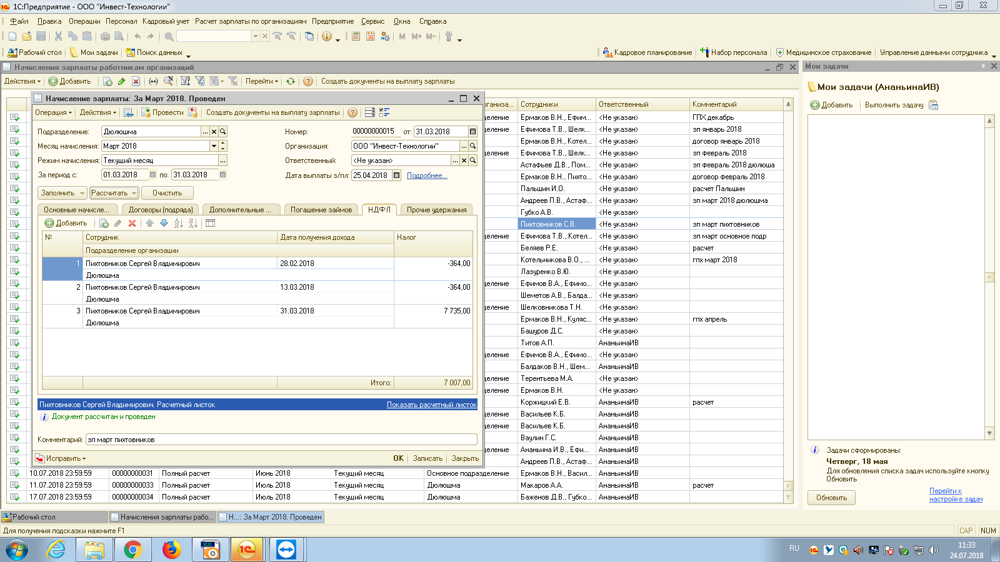 1С:Предприятие - ООО "Инвест-Технологии"
Файл Правка Операции Персонал Кадровый учет Расчет зарплаты по организациям Предприятие Сервис Окна Справка
M M+ M-
Рабочий стол Мои задачи Поиск данных Кадровое планирование Набор персонала Медицинское страхование Управление данными сотрудника
Начисления зарплаты работникам организаций
Действия Добавить Перейти Создать документы на выплату зарплаты
Начисление зарплаты: За Март 2018. Проведен
Операция Действия Провести Создать документы на выплату зарплаты
Подразделение: Дюлюшма Номер: 00000000015 от: 31.03.2018
Месяц начисления: Март 2018 Организация: ООО "Инвест-Технологии"
Режим начисления: Текущий месяц Ответственный: <Не указан>
За период с: 01.03.2018 по: 31.03.2018 Дата выплаты з/пл: 25.04.2018 Подробнее...
Заполнить Рассчитать Очистить
Основные начисле... Договоры (подряда) Дополнительные ... Погашение займов НДФЛ Прочие удержания
Добавить
№ Сотрудник Дата получения дохода Налог
Подразделение организации
1 Пихтовников Сергей Владимирович 28.02.2018 -364,00
Дюлюшма
2 Пихтовников Сергей Владимирович 13.03.2018 -364,00
Дюлюшма
3 Пихтовников Сергей Владимирович 31.03.2018 7 735,00
Дюлюшма
Итого: 7 007,00
Пихтовников Сергей Владимирович. Расчетный листок Показать расчетный листок
Документ рассчитан и проведен
Комментарий: зп март пихтовников
Исправить OK Записать Закрыть
рганиза... Сотрудники Ответственный Комментарий
деление Ермаков В.Н., Ефим... <Не указан> ГПХ декабрь
деление Ефимова Т.В., Шелк... <Не указан> зп январь 2018
Ермаков В.Н., Котел... <Не указан> договор январь 2018
деление Ефимова Т.В., Шел... <Не указан> зп февраль 2018
Астафьев Д.В., Пом... <Не указан> зп февраль 2018 дюлюша
Ермаков В.Н., Пихто... <Не указан> договор февраль 2018
Пальшин И.О. <Не указан> расчет Пальшин
Андреев П.В., Астаф... <Не указан> зп март 2018 дюлюшма
Губко А.В. <Не указан>
Пихтовников С.В. <Не указан> зп март пихтовников
деление Ефимова Т.В., Котел... <Не указан> зп март основное подр
Беляев Р.Е. <Не указан> расчет
Котельникова В.О., ... <Не указан> гпх март 2018
Лазуренко В.Ю. <Не указан>
деление Ефимов В.А., Ефимо... <Не указан>
Шеметов А.В., Балда... <Не указан>
деление Шелковникова Т.Н. <Не указан>
Ермаков В.Н., Куляс... <Не указан> гпх апрель
Башуров Д.С. <Не указан>
Титов А.П. АнаньинаИВ
деление Ефимов В.А., Ефимо... <Не указан>
Балдаков В.Н., Шем... АнаньинаИВ
деление Терентьева М.А. <Не указан>
деление Ермаков В.Н. <Не указан>
Коржицкий Е.В. АнаньинаИВ расчет
деление Васильев К.Б. АнаньинаИВ
деление Васильев К.Б. АнаньинаИВ
Ваулин Г.С. АнаньинаИВ
деление Ананьина И.В., Ефи... АнаньинаИВ
Андреев П.В., Астаф... АнаньинаИВ
10.07.2018 23:59:59 00000000031 Полный расчет Июнь 2018 Текущий месяц Основное подразделение Ермаков В.Н., Васил... АнаньинаИВ
11.07.2018 23:59:59 00000000033 Полный расчет Июль 2018 Текущий месяц Дюлюшма Макаров А.А. АнаньинаИВ расчет
17.07.2018 23:59:59 00000000034 Полный расчет Июль 2018 Текущий месяц Дюлюшма Баженов Д.В., Губко... АнаньинаИВ
Мои задачи
Мои задачи (АнаньинаИВ)
Добавить Выполнить задачу
Задачи сформированы:
Четверг, 18 мая
Для обновления списка задач используйте кнопку
Обновить
Обновить Перейти к
настройке задач
Рабочий стол Начисления зарплаты рабо... Н...: За Март 2018. Проведен
Для получения подсказки нажмите F1 CAP NUM
ICO
RU 11:33
24.07.2018